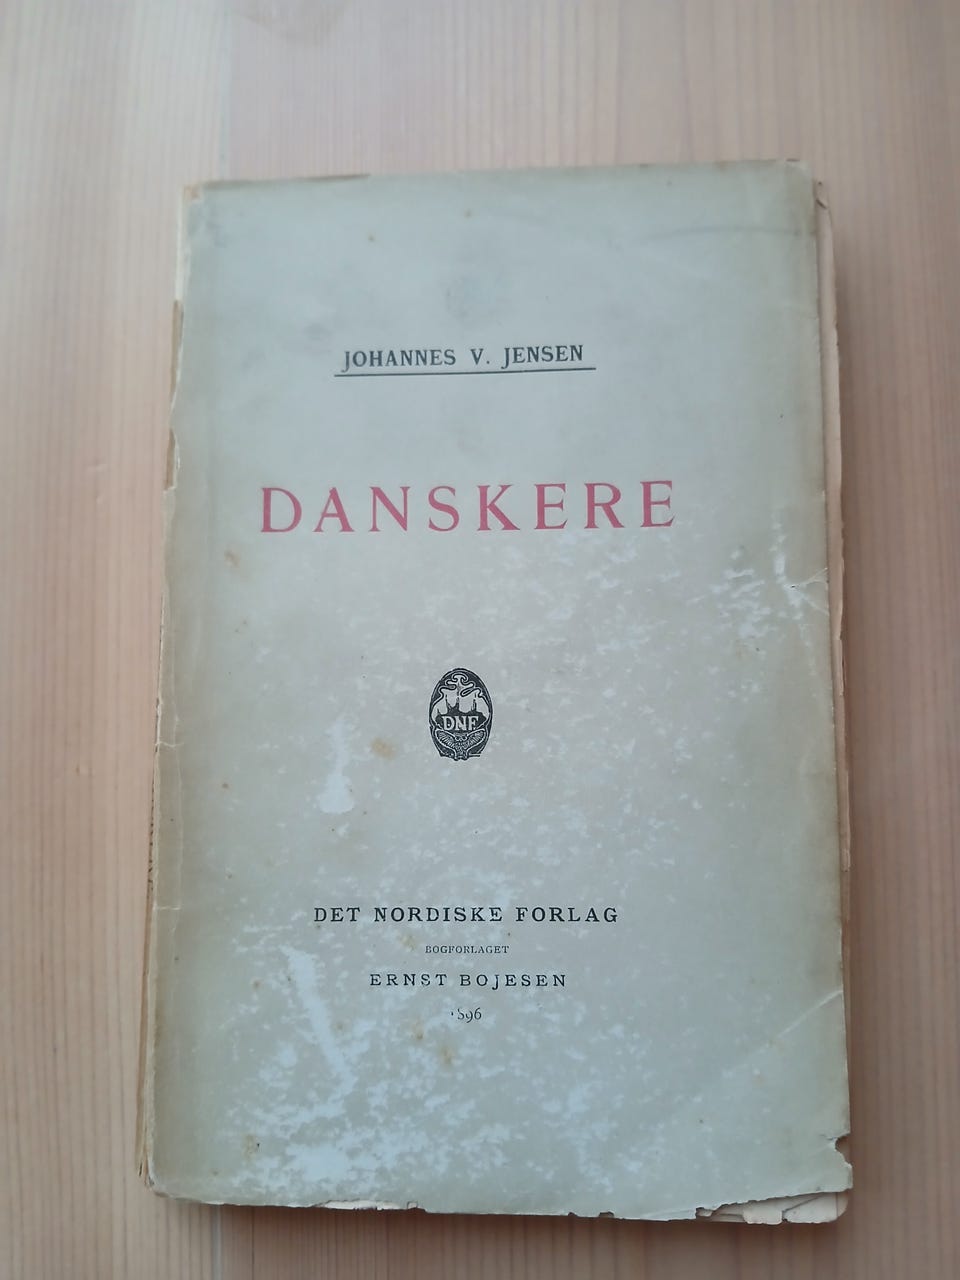 JOHANNES V. JENSEN
DANSKERE
DNF
DET NORDISKE FORLAG
BOGFORLAGET
ERNST BOJESEN
1896